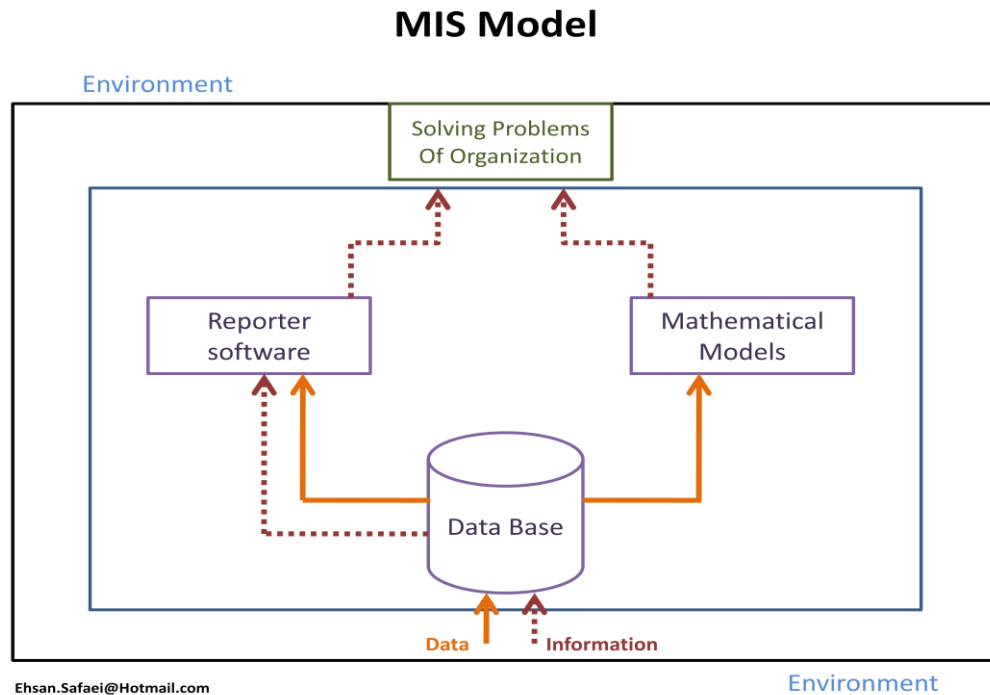 MIS Model
Environment
Solving Problems
Of Organization
Reporter
software
Mathematical
Models
Data Base
Data
Information
Ehsan.Safaei@Hotmail.com
Environment